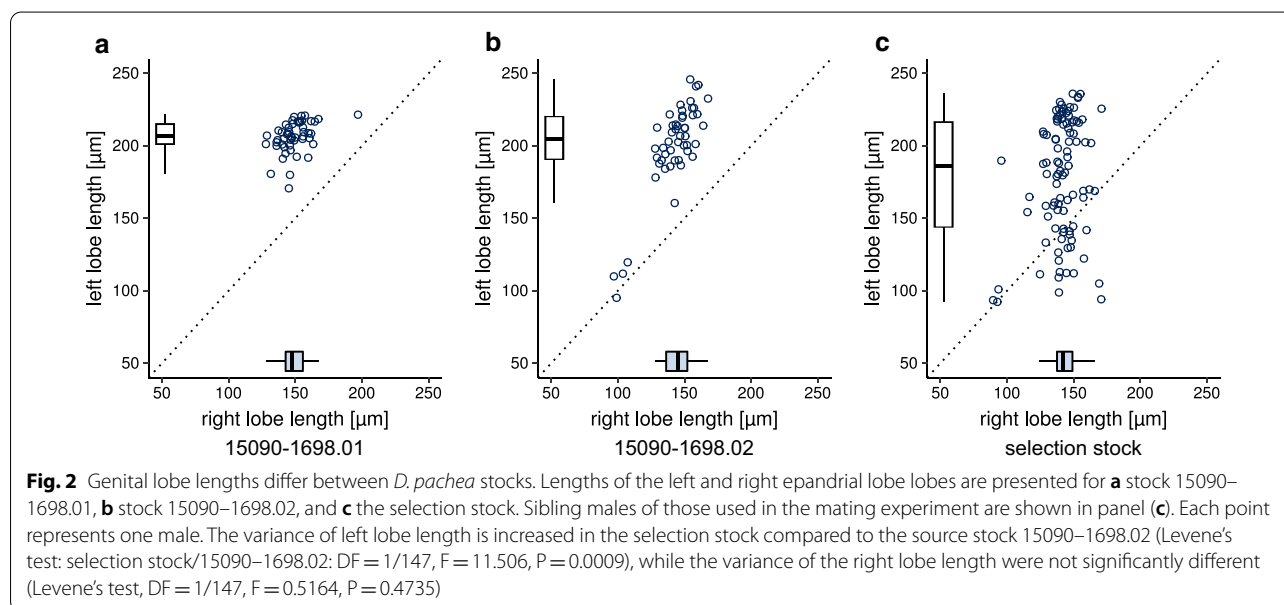 a
250
200
150
100
50
left lobe length [µm]
50 100 150 200 250
right lobe length [µm]
15090-1698.01
b
250
200
150
100
50
left lobe length [µm]
50 100 150 200 250
right lobe length [µm]
15090-1698.02
c
250
200
150
100
50
left lobe length [µm]
50 100 150 200 250
right lobe length [µm]
selection stock
Fig. 2 Genital lobe lengths differ between D. pachea stocks. Lengths of the left and right epandrial lobe lobes are presented for a stock 15090–
1698.01, b stock 15090–1698.02, and c the selection stock. Sibling males of those used in the mating experiment are shown in panel (c). Each point
represents one male. The variance of left lobe length is increased in the selection stock compared to the source stock 15090–1698.02 (Levene's
test: selection stock/15090–1698.02: DF = 1/147, F = 11.506, P = 0.0009), while the variance of the right lobe length were not significantly different
(Levene's test, DF = 1/147, F = 0.5164, P = 0.4735)